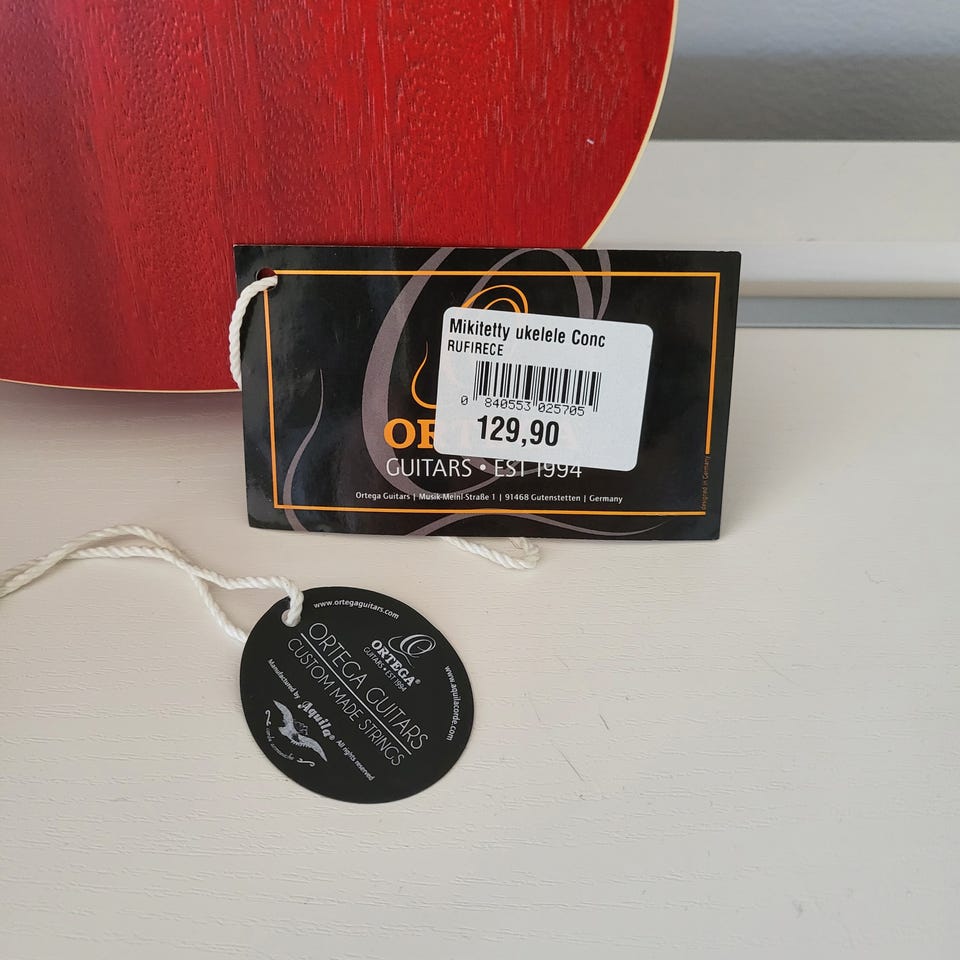 Mikitetty ukelele Conc
RUFIRECE
0 840553 025705
129,90
GUITARS • EST 1994
Ortega Guitars | Musik-Meinl-Straße 1 | 91468 Gutenstetten | Germany
designed in Germany
www.ortegaguitars.com
ORTEGA®
GUITARS • EST 1994
ORTEGA GUITARS
CUSTOM MADE STRINGS
Manufactured by
Aquila®
All rights reserved
www.aquilacorde.com